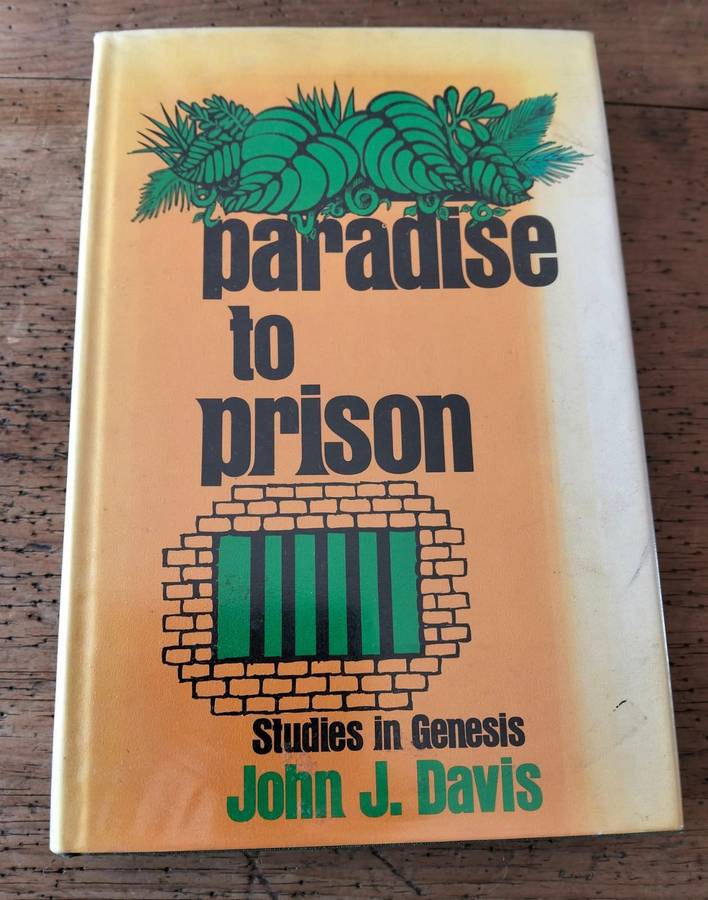 paradise
to
prison
Studies in Genesis
John J. Davis